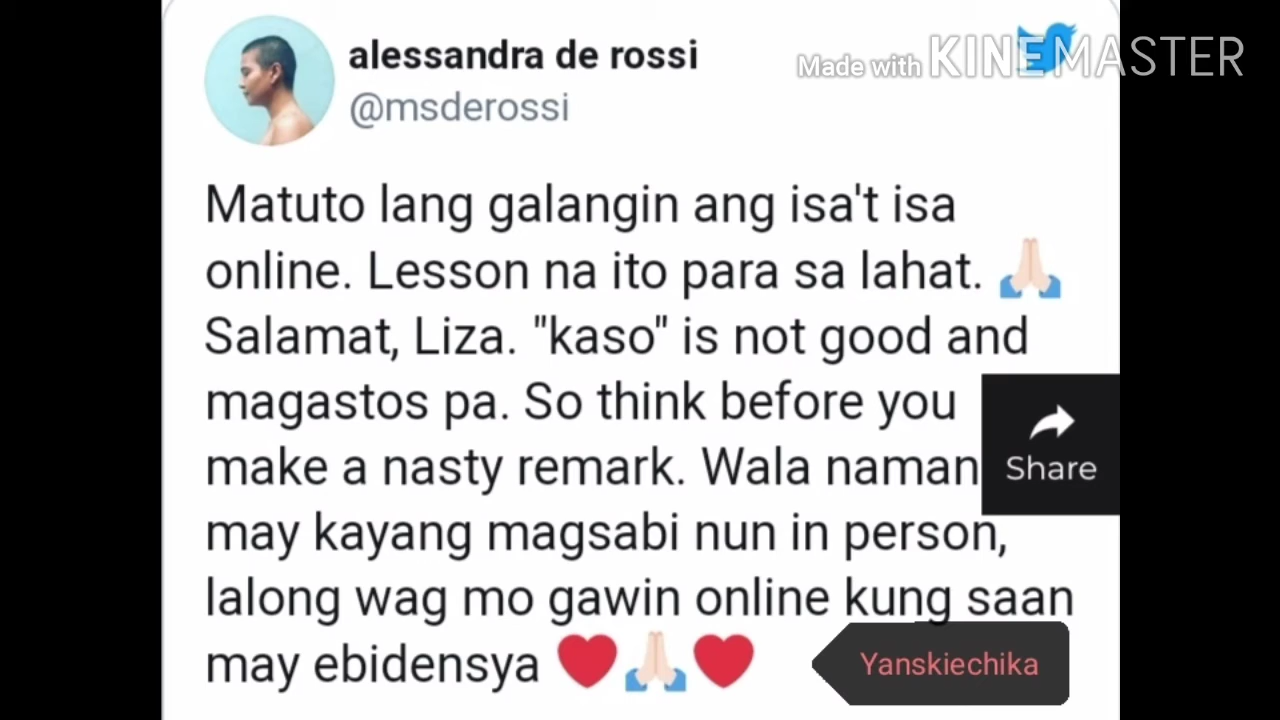 alessandra de rossi
Made with KINEMASTER
@msderossi
Matuto lang galangin ang isa't isa
online. Lesson na ito para sa lahat. 🙏🏻
Salamat, Liza. "kaso" is not good and
magastos pa. So think before you
make a nasty remark. Wala naman
Share
may kayang magsabi nun in person,
lalong wag mo gawin online kung saan
may ebidensya ❤️🙏🏻❤️
Yanskiechika